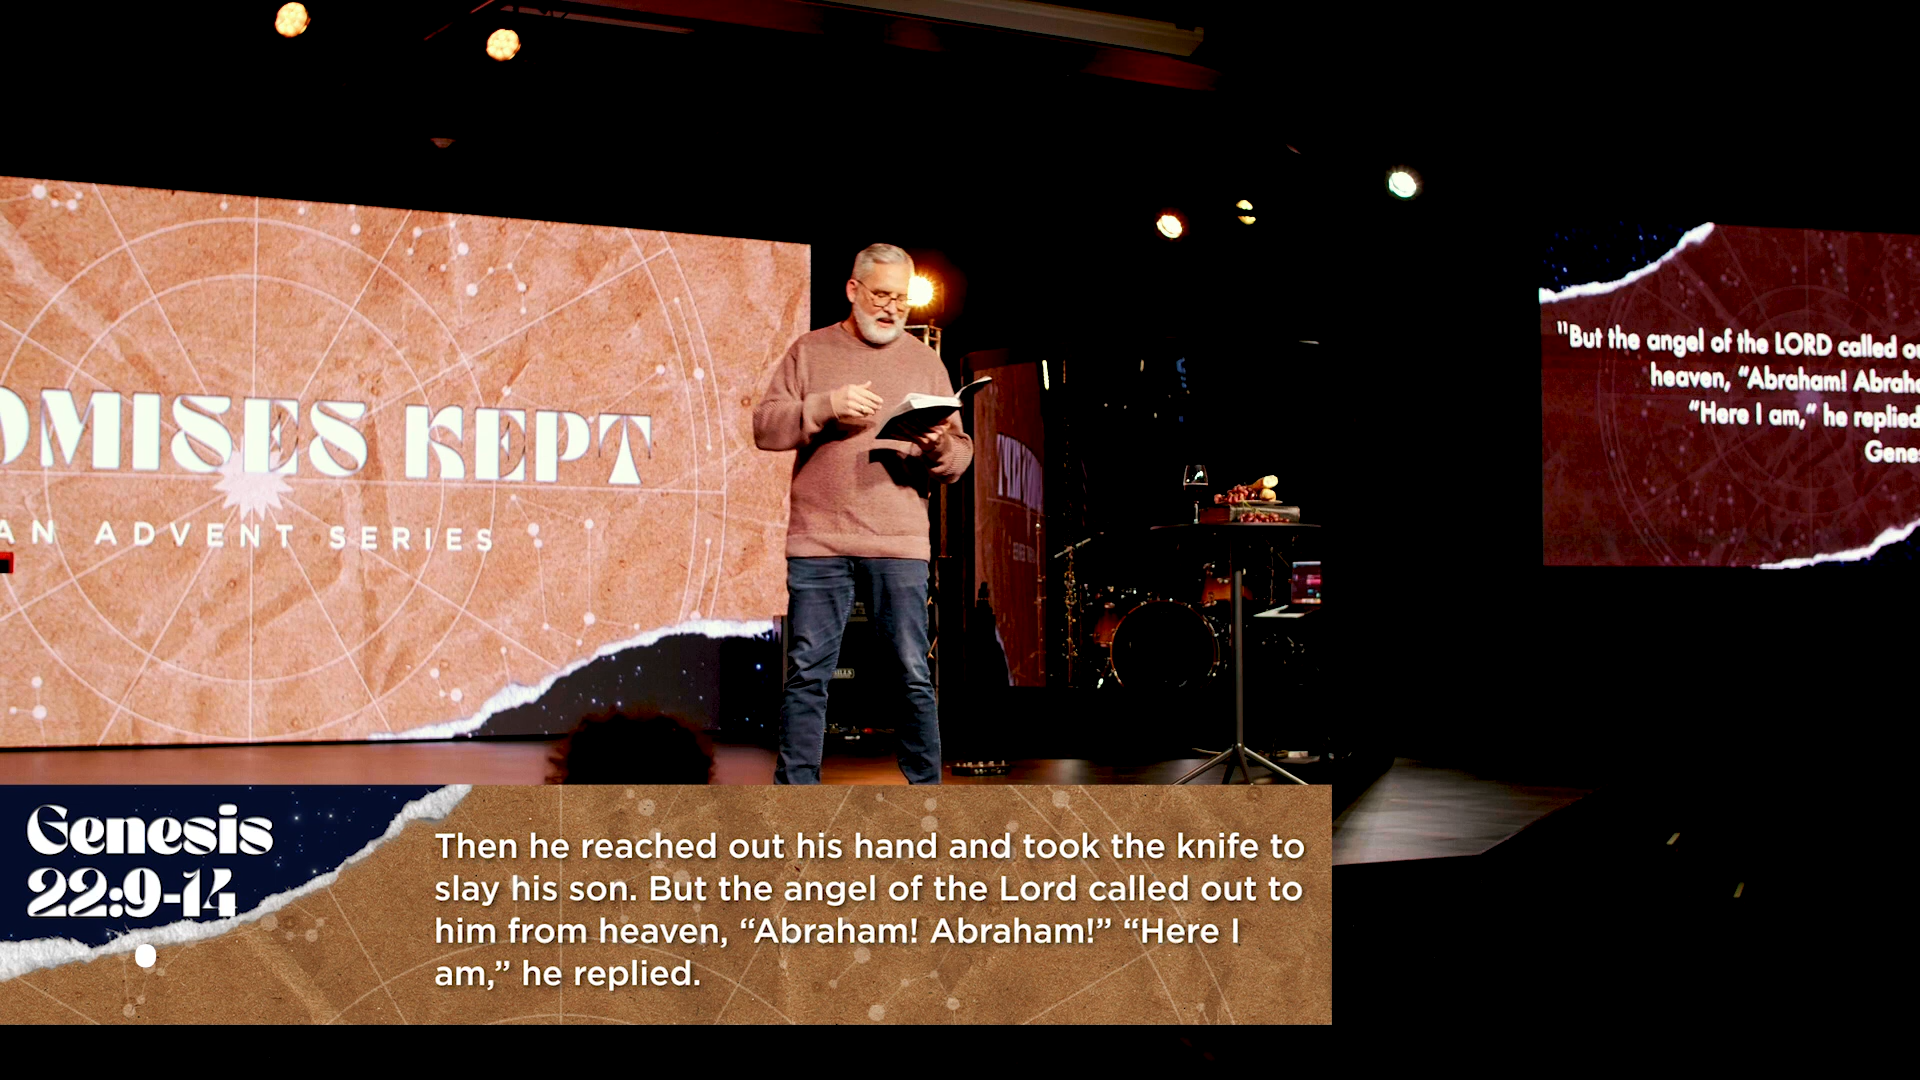 OMISES KEPT
AN ADVENT SERIES
"But the angel of the LORD called
heaven, “Abraham!
“Here I am,” he replied
Genesis
22:9-14
Then he reached out his hand and took the knife to
slay his son. But the angel of the Lord called out to
him from heaven, “Abraham! Abraham!” “Here I
am,” he replied.